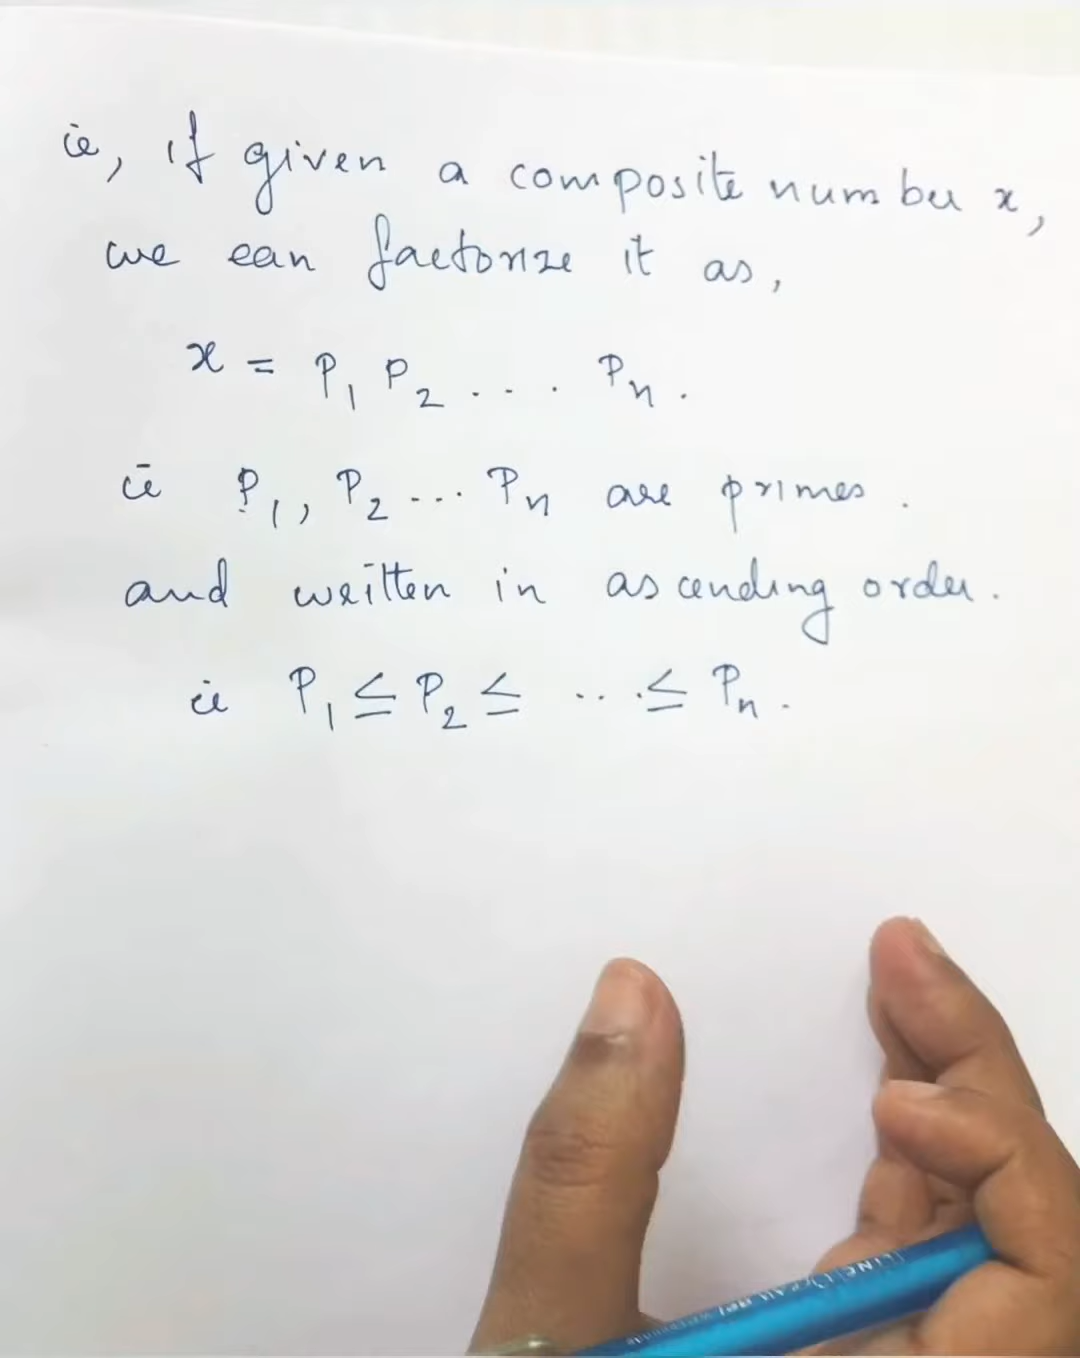 ie, if given a composite number x,
we can factorize it as,
x = P₁ P₂ . . . . Pₙ .
ie P₁, P₂ ... Pₙ are primes .
and written in ascending order .
ie P₁ ≤ P₂ ≤ ... ≤ Pₙ .